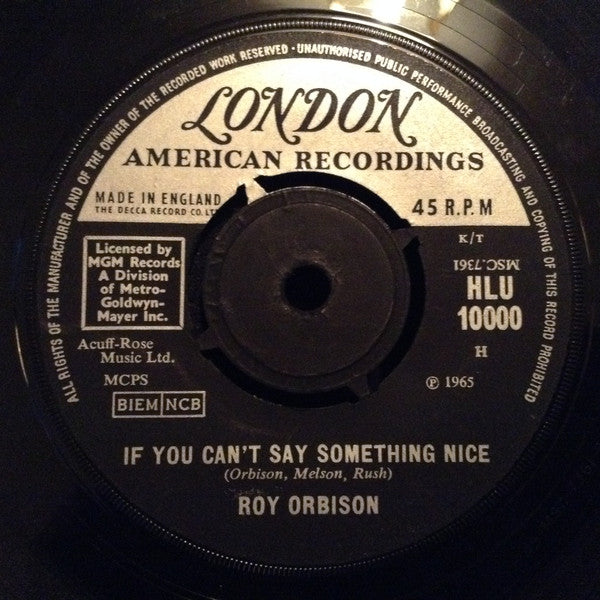 ALL RIGHTS OF THE MANUFACTURER AND OF THE OWNER OF THE RECORDED WORK RESERVED · UNAUTHORISED PUBLIC PERFORMANCE BROADCASTING AND COPYING OF THIS RECORD PROHIBITED
LONDON
AMERICAN RECORDINGS
MADE IN ENGLAND
THE DECCA RECORD CO. LT
45 R.P.M
Licensed by
MGM Records
A Division
of Metro-
Goldwyn-
Mayer Inc.
Acuff-Rose
Music Ltd.
MCPS
BIEM NCB
K/T
MSC.7361
HLU
10000
H
℗ 1965
IF YOU CAN'T SAY SOMETHING NICE
(Orbison, Melson, Rush)
ROY ORBISON